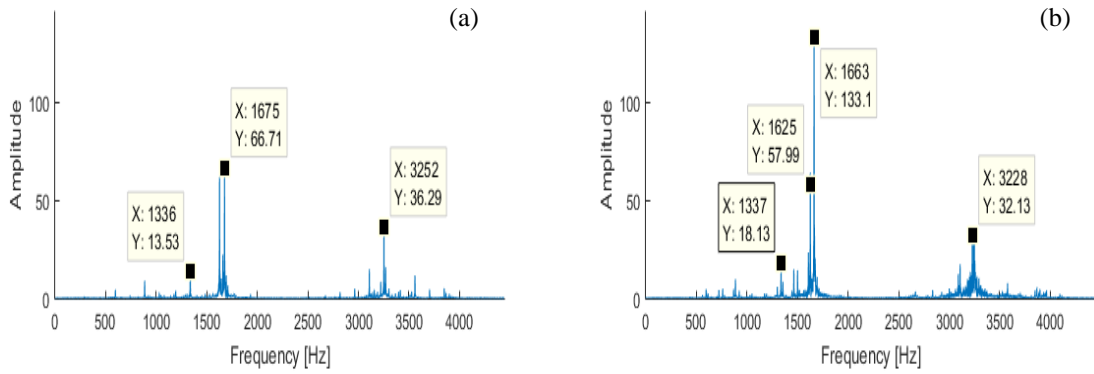 (a)
Amplitude
100
50
0
X: 1336
Y: 13.53
X: 1675
Y: 66.71
X: 3252
Y: 36.29
0 500 1000 1500 2000 2500 3000 3500 4000
Frequency [Hz]
(b)
Amplitude
100
50
0
X: 1337
Y: 18.13
X: 1625
Y: 57.99
X: 1663
Y: 133.1
X: 3228
Y: 32.13
0 500 1000 1500 2000 2500 3000 3500 4000
Frequency [Hz]